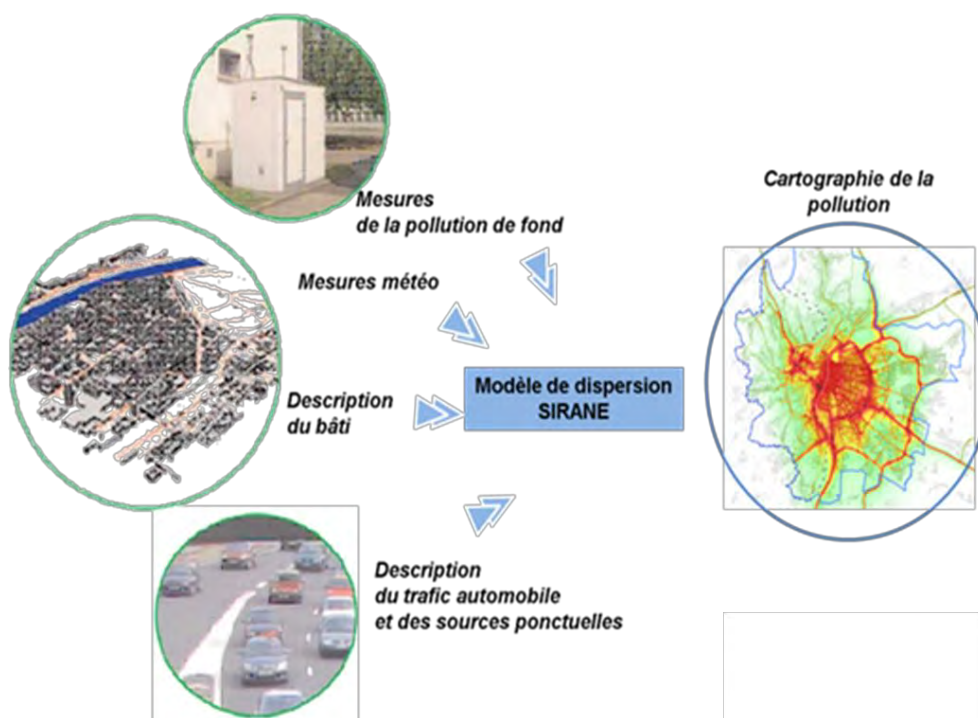 Mesures
de la pollution de fond
Mesures météo
Description
du bâti
Description
du trafic automobile
et des sources ponctuelles
Modèle de dispersion
SIRANE
Cartographie de la
pollution